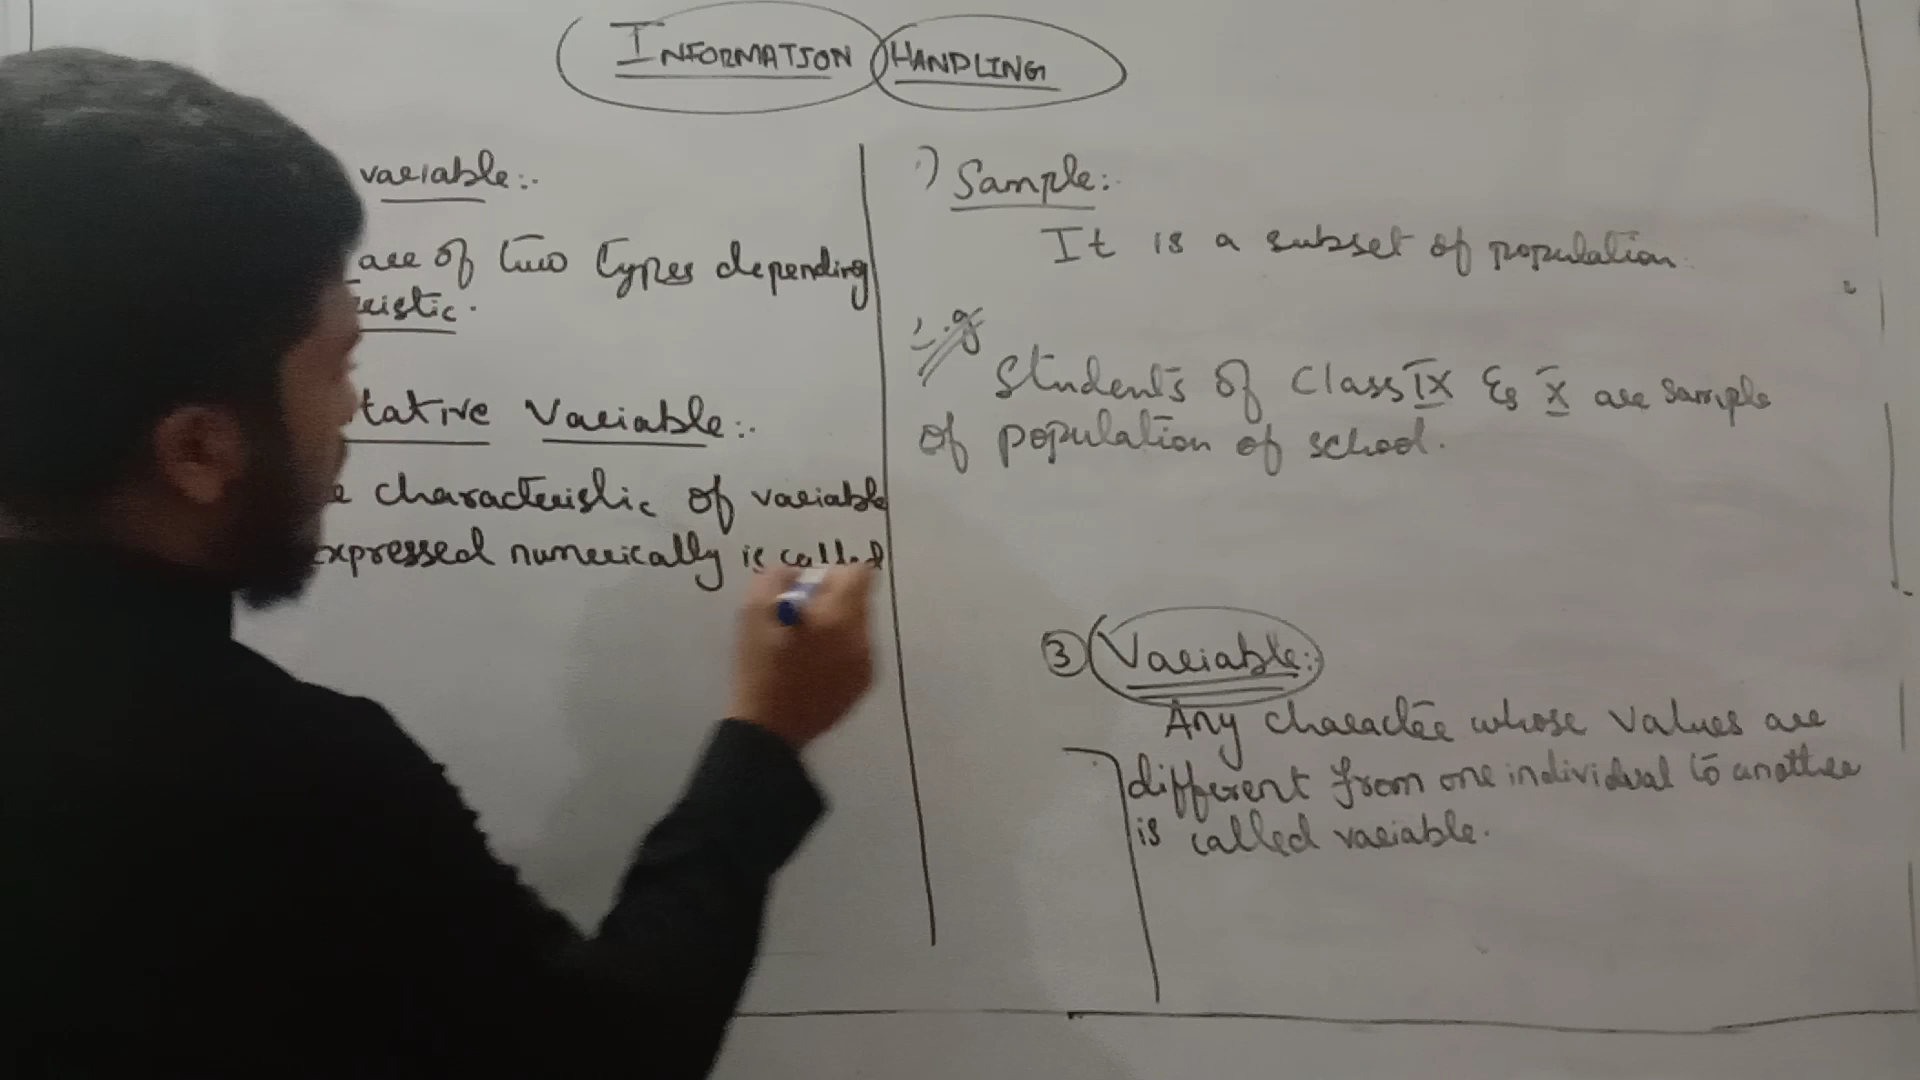 INFORMATION HANDLING
variable:.
are of two types depending
istic.
tative Variable:.
characteristic of variable
expressed numerically is called
Sample:.
It is a subset of population
Students of Class IX & X are sample
of population of school.
③ Variable:.
Any character whose values are
different from one individual to another
is called variable.